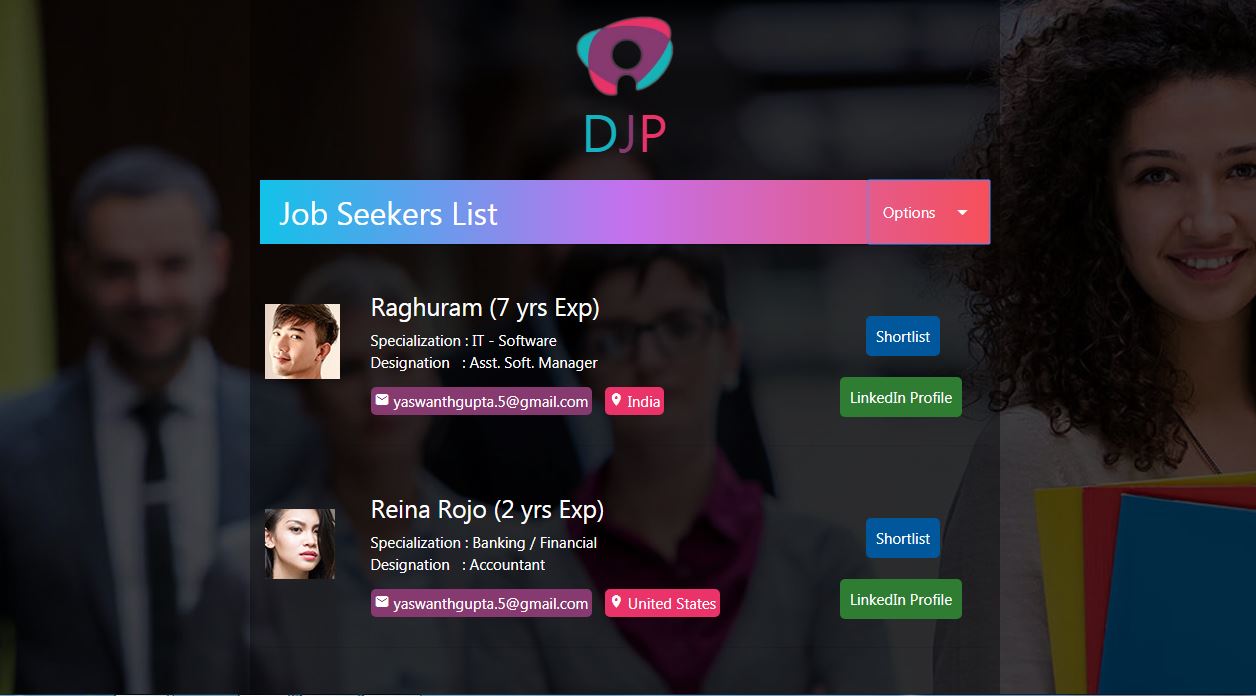 DJP
Job Seekers List
Options
Raghuram (7 yrs Exp)
Specialization : IT - Software
Designation : Asst. Soft. Manager
yaswanthgupta.5@gmail.com
India
Shortlist
LinkedIn Profile
Reina Rojo (2 yrs Exp)
Specialization : Banking / Financial
Designation : Accountant
yaswanthgupta.5@gmail.com
United States
Shortlist
LinkedIn Profile